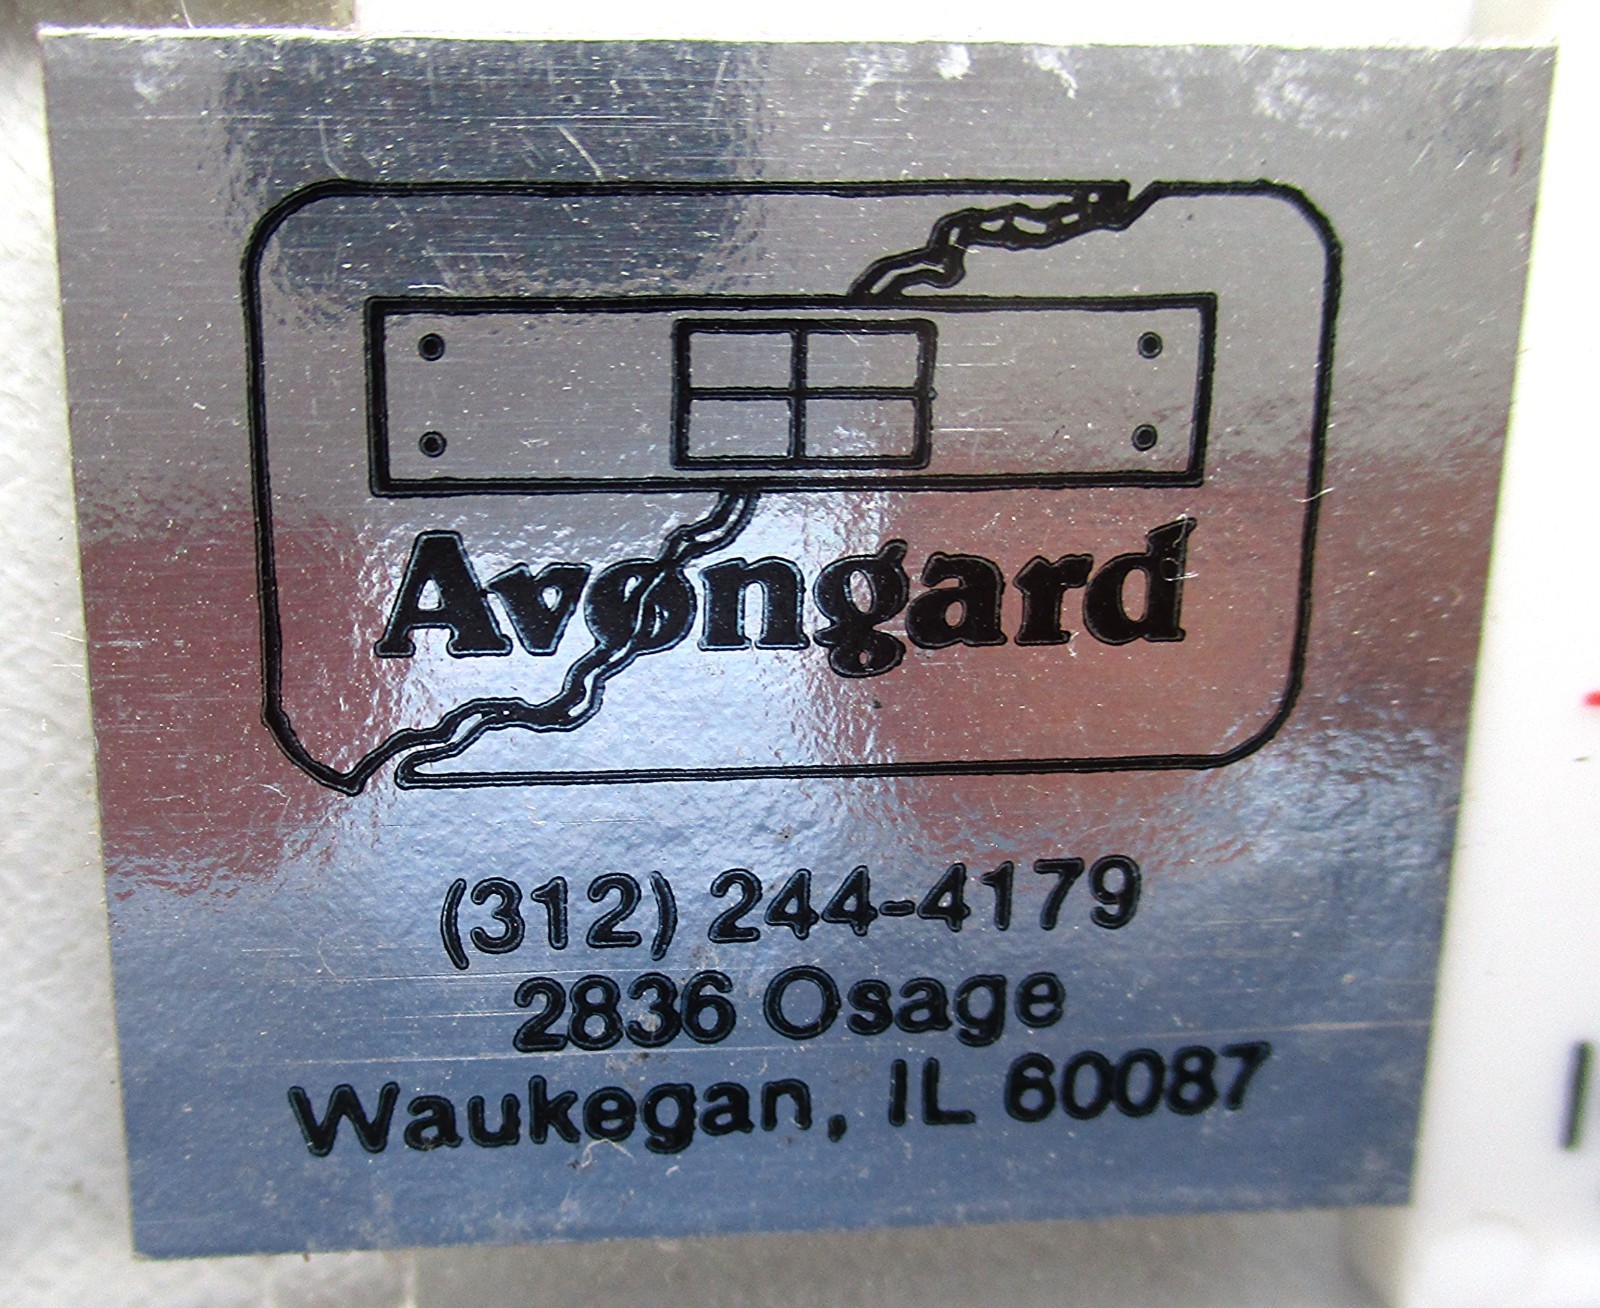 Avongard
(312) 244-4179
2836 Osage
Waukegan, IL 60087